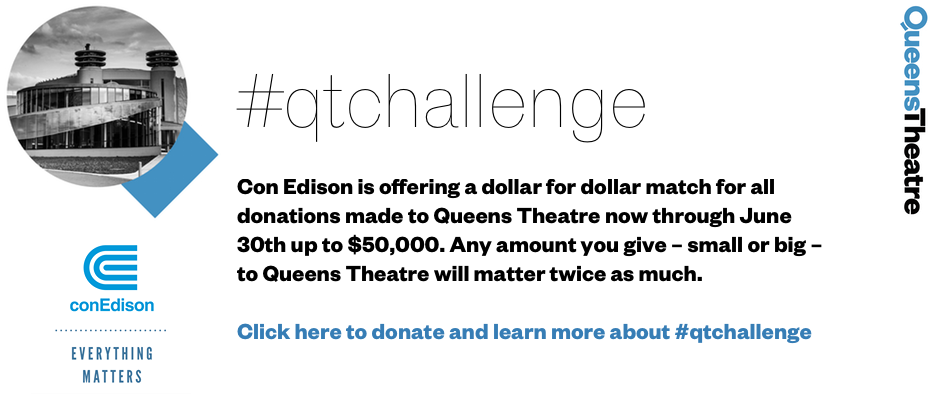 #qtchallenge
Con Edison is offering a dollar for dollar match for all
donations made to Queens Theatre now through June
30th up to $50,000. Any amount you give – small or big –
to Queens Theatre will matter twice as much.
Click here to donate and learn more about #qtchallenge
conEdison
EVERYTHING
MATTERS
QueensTheatre